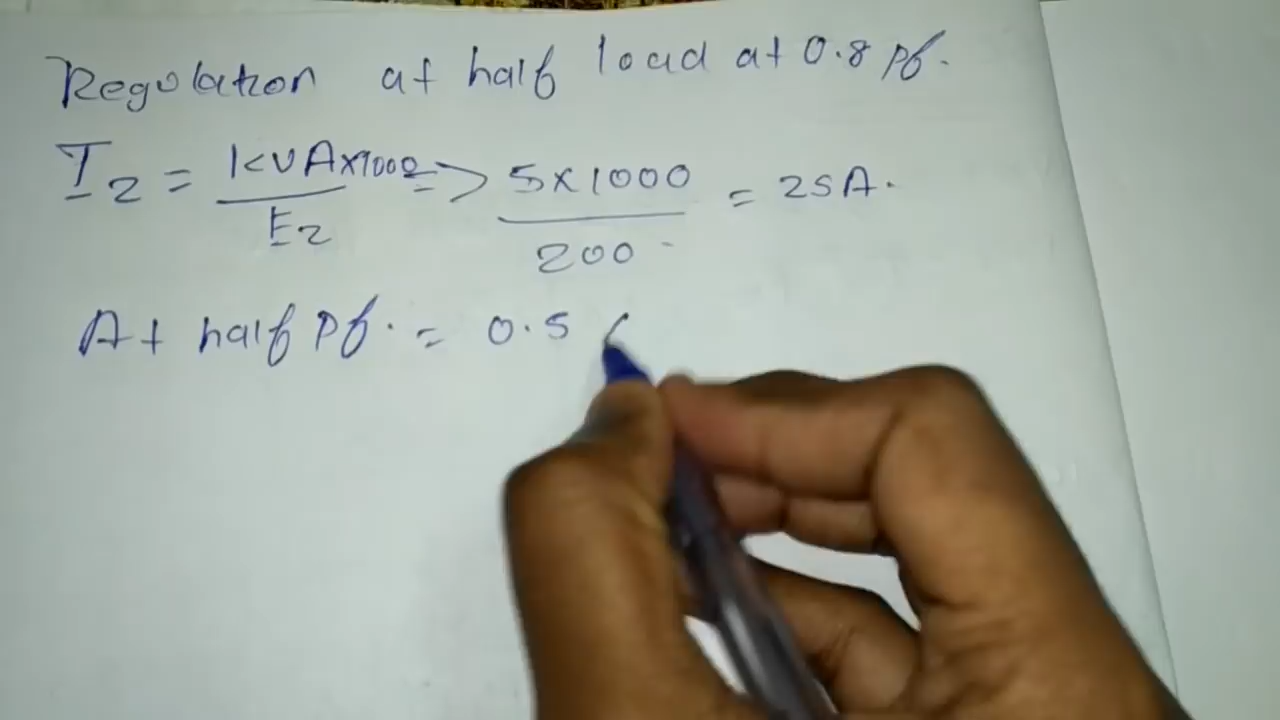 Regulation at half load at 0.8 pf.
I2 = KVA×1000 / E2 => 5×1000 / 200 = 25A.
At half Pf. = 0.5 (